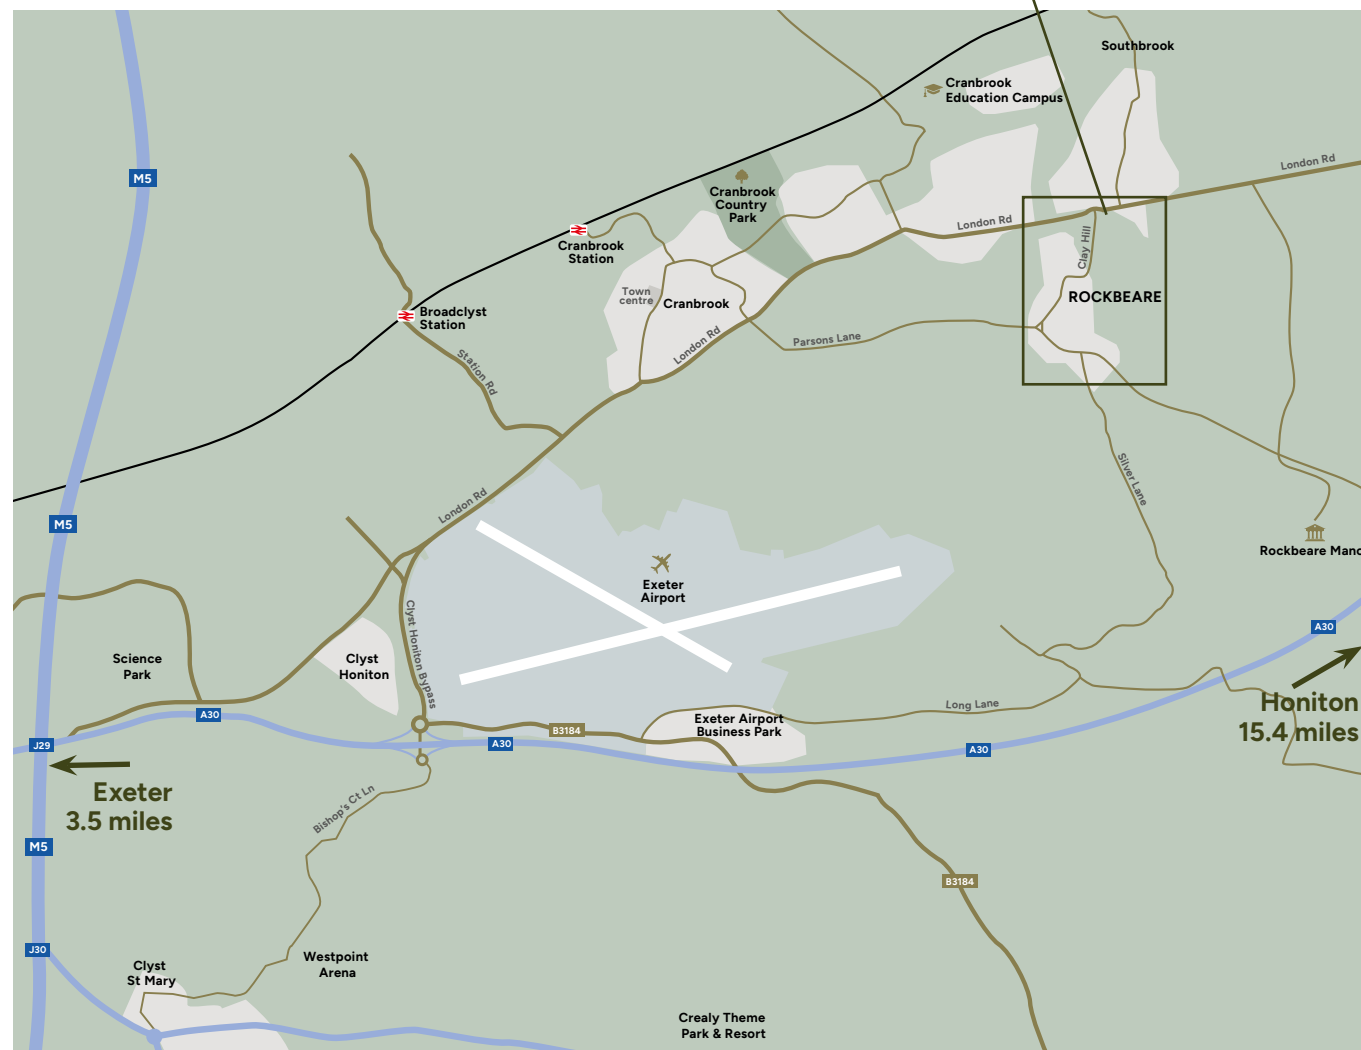 Southbrook
Cranbrook
Education Campus
London Rd
M5
Cranbrook
Country
Park
London Rd
Clay Hill
Cranbrook
Station
Town
centre
Cranbrook
ROCKBEARE
Broadclyst
Station
London Rd
Parsons Lane
Station Rd
Silver Lane
London Rd
M5
Rockbeare Mano
Exeter
Airport
Clyst Honiton Bypass
A30
Science
Park
Clyst
Honiton
Honiton
15.4 miles
A30
Long Lane
Exeter Airport
Business Park
B3184
A30
A30
J29
Exeter
3.5 miles
Bishop's Ct Ln
M5
B3184
J30
Westpoint
Arena
Clyst
St Mary
Crealy Theme
Park & Resort